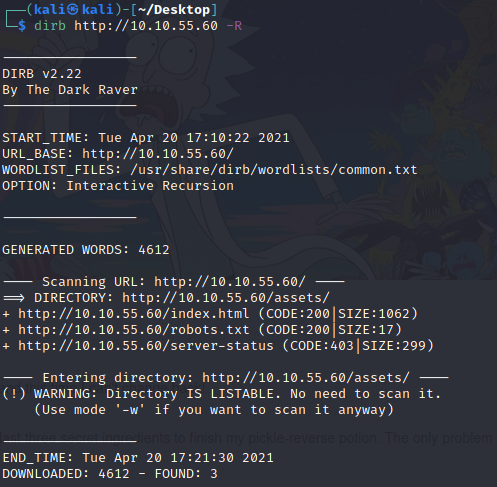 ┌──(kali㉿kali)-[~/Desktop]
└─$ dirb http://10.10.55.60 -R
-----------------
DIRB v2.22
By The Dark Raver
-----------------
START_TIME: Tue Apr 20 17:10:22 2021
URL_BASE: http://10.10.55.60/
WORDLIST_FILES: /usr/share/dirb/wordlists/common.txt
OPTION: Interactive Recursion
-----------------
GENERATED WORDS: 4612
---- Scanning URL: http://10.10.55.60/ ----
==> DIRECTORY: http://10.10.55.60/assets/
+ http://10.10.55.60/index.html (CODE:200|SIZE:1062)
+ http://10.10.55.60/robots.txt (CODE:200|SIZE:17)
+ http://10.10.55.60/server-status (CODE:403|SIZE:299)
---- Entering directory: http://10.10.55.60/assets/ ----
(!) WARNING: Directory IS LISTABLE. No need to scan it.
(Use mode '-w' if you want to scan it anyway)
last three secret ingredients to finish my pickle-reverse potion. The only problem
-----------------
END_TIME: Tue Apr 20 17:21:30 2021
DOWNLOADED: 4612 - FOUND: 3